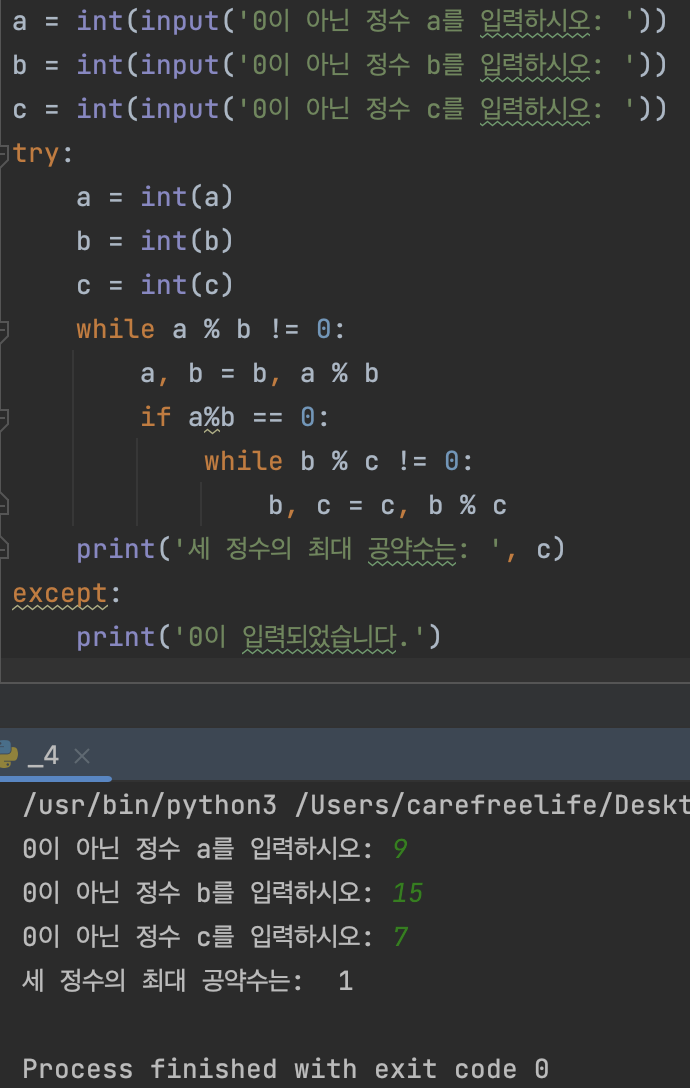 a = int(input('0이 아닌 정수 a를 입력하시오: '))
b = int(input('0이 아닌 정수 b를 입력하시오: '))
c = int(input('0이 아닌 정수 c를 입력하시오: '))
try:
    a = int(a)
    b = int(b)
    c = int(c)
    while a % b != 0:
        a, b = b, a % b
        if a%b == 0:
            while b % c != 0:
                b, c = c, b % c
    print('세 정수의 최대 공약수는: ', c)
except:
    print('0이 입력되었습니다.')
_4 ×
/usr/bin/python3 /Users/carefreelife/Deskt
0이 아닌 정수 a를 입력하시오: 9
0이 아닌 정수 b를 입력하시오: 15
0이 아닌 정수 c를 입력하시오: 7
세 정수의 최대 공약수는:  1
Process finished with exit code 0